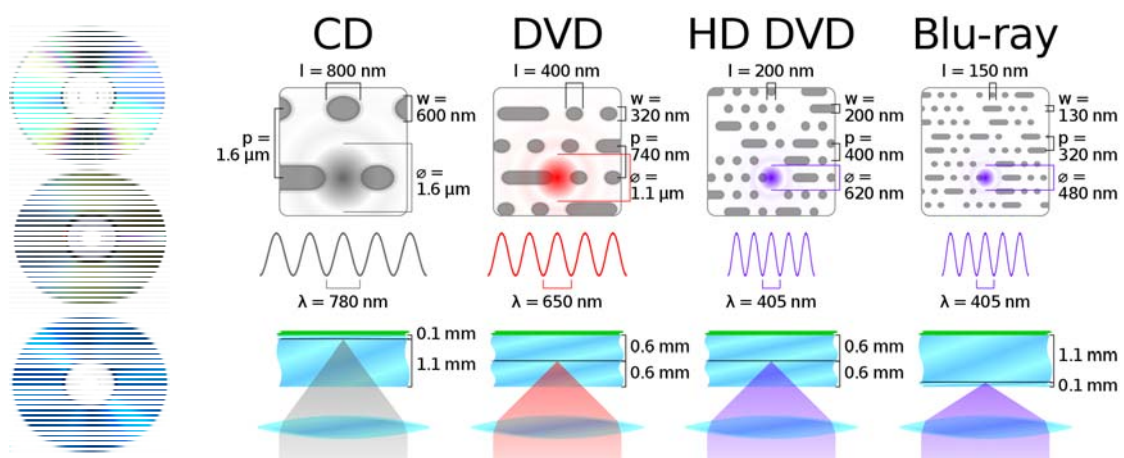 CD
l = 800 nm
w =
600 nm
p =
1.6 µm
⌀ =
1.6 µm
λ = 780 nm
0.1 mm
1.1 mm
DVD
l = 400 nm
w =
320 nm
p =
740 nm
⌀ =
1.1 µm
λ = 650 nm
0.6 mm
0.6 mm
HD DVD
l = 200 nm
w =
200 nm
p =
400 nm
⌀ =
620 nm
λ = 405 nm
0.6 mm
0.6 mm
Blu-ray
l = 150 nm
w =
130 nm
p =
320 nm
⌀ =
480 nm
λ = 405 nm
1.1 mm
0.1 mm